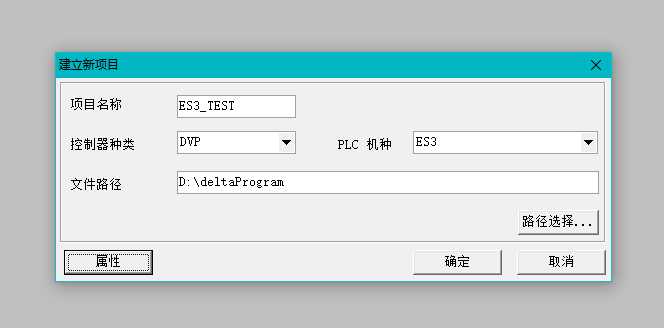 建立新项目
项目名称 ES3_TEST
控制器种类 DVP PLC 机种 ES3
文件路径 D:\deltaProgram
路径选择...
属性 确定 取消